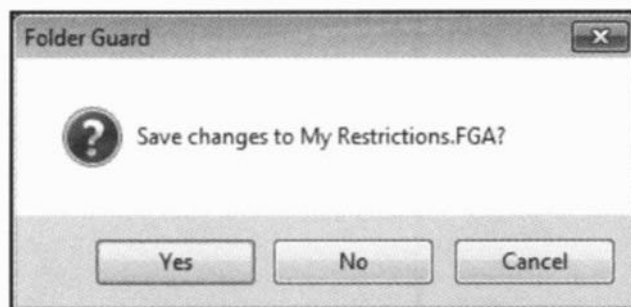 Folder Guard
Save changes to My Restrictions.FGA?
Yes
No
Cancel